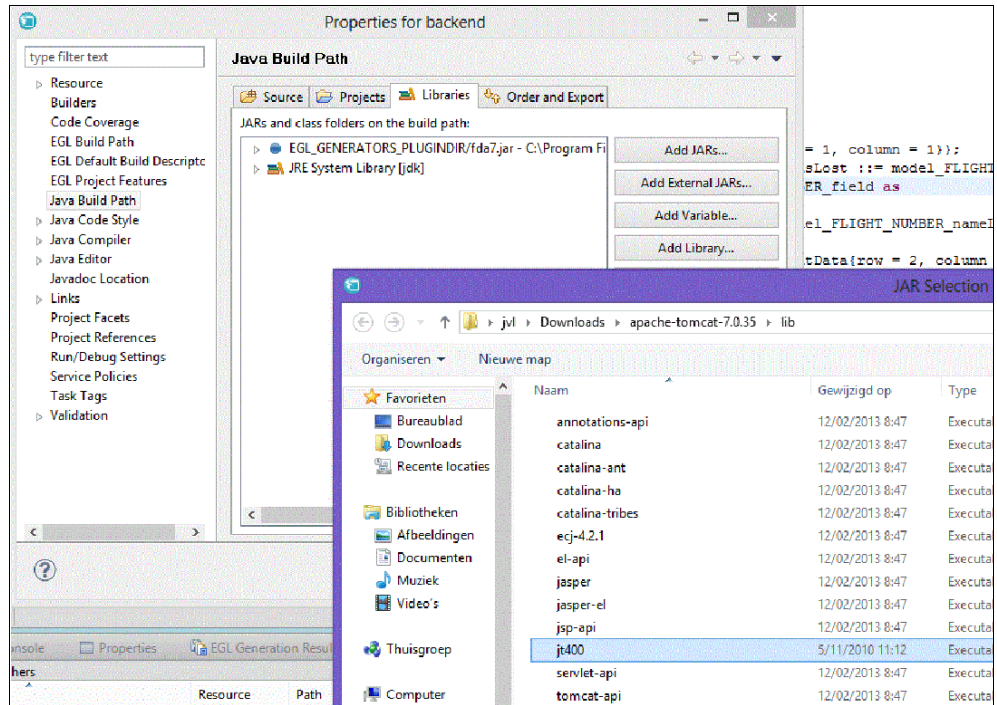 Properties for backend
type filter text
Resource
Builders
Code Coverage
EGL Build Path
EGL Default Build Descriptc
EGL Project Features
Java Build Path
Java Code Style
Java Compiler
Java Editor
Javadoc Location
Links
Project Facets
Project References
Run/Debug Settings
Service Policies
Task Tags
Validation
Java Build Path
Source Projects Libraries Order and Export
JARs and class folders on the build path:
EGL_GENERATORS_PLUGINDIR/fda7.jar - C:\Program Fi
JRE System Library [jdk]
Add JARs...
Add External JARs...
Add Variable...
Add Library...
= 1, column = 1}};
sLost ::= model_FLIGHT
ER_field as
el_FLIGHT_NUMBER_nameL
tData{row = 2, column
JAR Selection
jvl Downloads apache-tomcat-7.0.35 lib
Organiseren Nieuwe map
Favorieten
Bureaublad
Downloads
Recente locaties
Bibliotheken
Afbeeldingen
Documenten
Muziek
Video's
Thuisgroep
Computer
Naam Gewijzigd op Type
annotations-api 12/02/2013 8:47 Executa
catalina 12/02/2013 8:47 Executa
catalina-ant 12/02/2013 8:47 Executa
catalina-ha 12/02/2013 8:47 Executa
catalina-tribes 12/02/2013 8:47 Executa
ecj-4.2.1 12/02/2013 8:47 Executa
el-api 12/02/2013 8:47 Executa
jasper 12/02/2013 8:47 Executa
jasper-el 12/02/2013 8:47 Executa
jsp-api 12/02/2013 8:47 Executa
jt400 5/11/2010 11:12 Executa
servlet-api 12/02/2013 8:47 Executa
tomcat-api 12/02/2013 8:47 Executa
onsole Properties EGL Generation Resul
hers
Resource Path